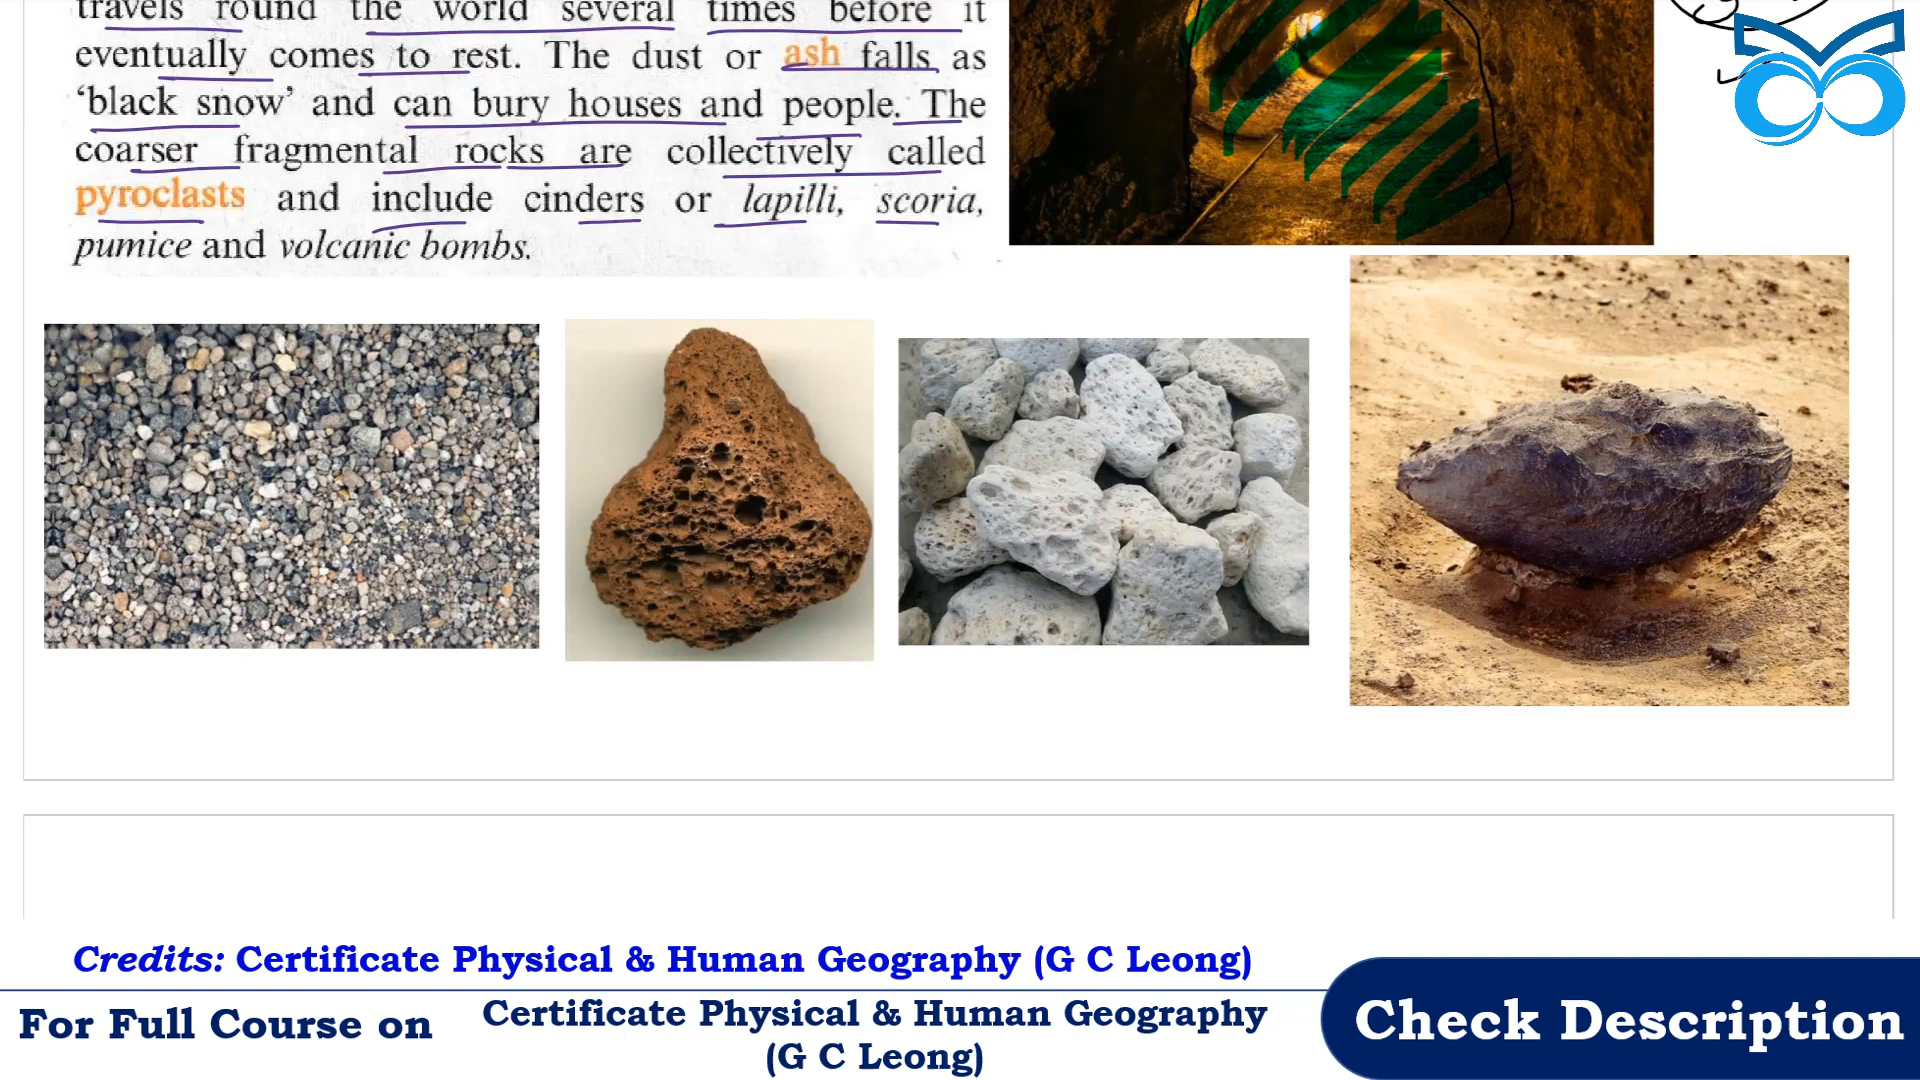 travels round the world several times before it
eventually comes to rest. The dust or ash falls as
‘black snow’ and can bury houses and people. The
coarser fragmental rocks are collectively called
pyroclasts and include cinders or lapilli, scoria,
pumice and volcanic bombs.
Credits: Certificate Physical & Human Geography (G C Leong)
For Full Course on
Certificate Physical & Human Geography
(G C Leong)
Check Description